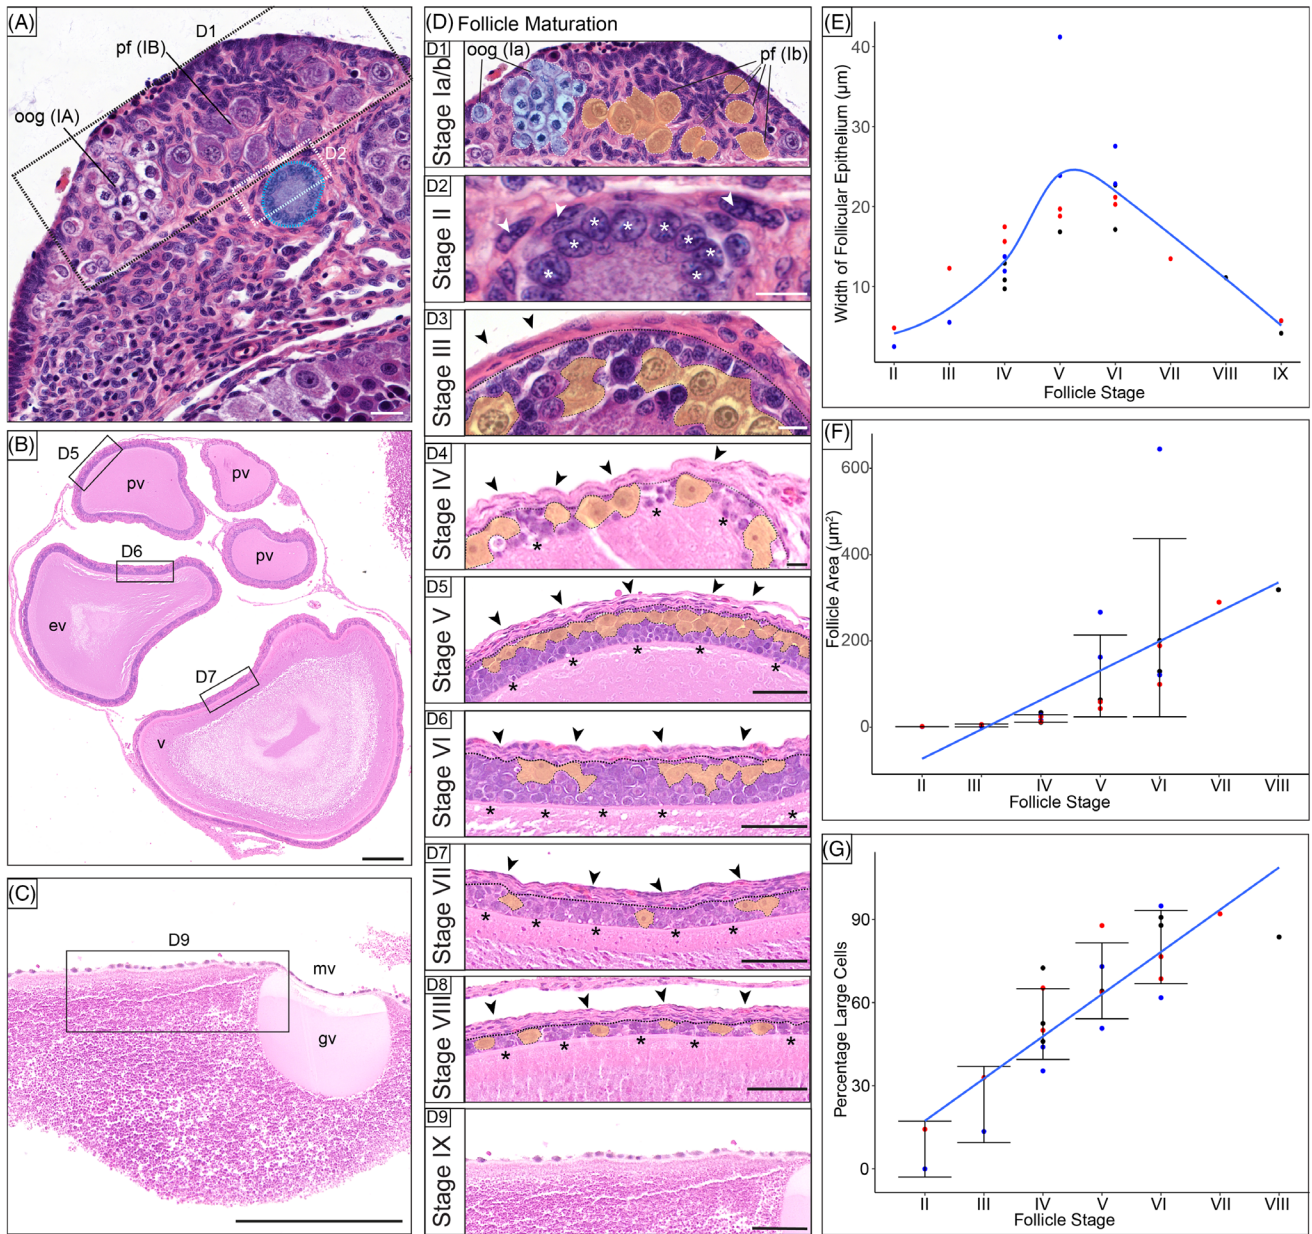 (A)
D1
pf (IB)
oog (IA)
D2
(B)
D5
pv
pv
D6
pv
ev
D7
v
(C)
D9
mv
gv
(D) Follicle Maturation
D1
Stage Ia/b
oog (Ia)
pf (Ib)
pf
D2
Stage II
* * * * * * * *
D3
Stage III
D4
Stage IV
* * *
D5
Stage V
* * * * *
D6
Stage VI
* * * * *
D7
Stage VII
* * * * *
D8
Stage VIII
* * * * * *
D9
Stage IX
(E)
Width of Follicular Epithelium (μm)
40
30
20
10
II III IV V VI VII VIII IX
Follicle Stage
(F)
Follicle Area (μm²)
600
400
200
0
II III IV V VI VII VIII
Follicle Stage
(G)
Percentage Large Cells
90
60
30
0
II III IV V VI VII VIII
Follicle Stage